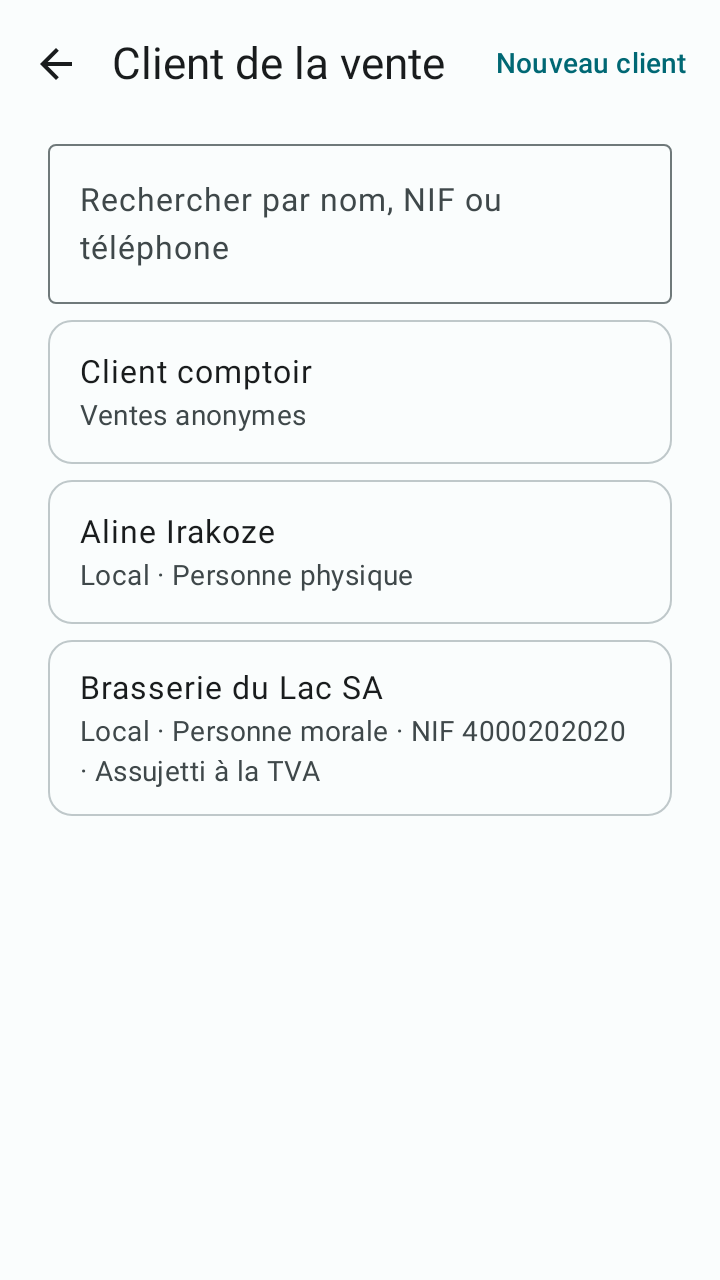 Client de la vente
Nouveau client
Rechercher par nom, NIF ou
téléphone
Client comptoir
Ventes anonymes
Aline Irakoze
Local · Personne physique
Brasserie du Lac SA
Local · Personne morale · NIF 4000202020
· Assujetti à la TVA